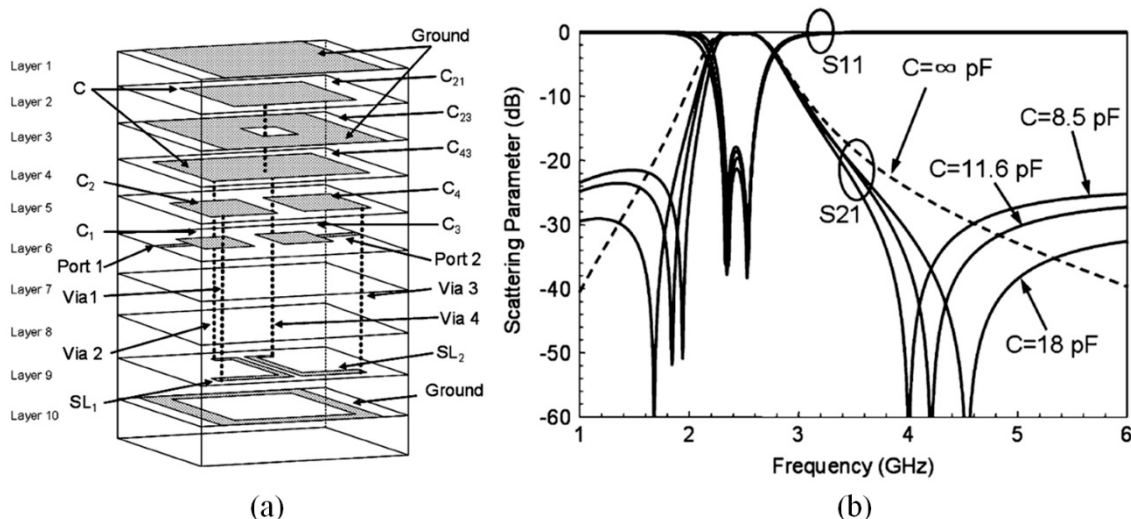 Ground
Layer 1
C
C21
Layer 2
C23
Layer 3
C43
Layer 4
C2
C4
Layer 5
C1
C3
Layer 6
Port 1
Port 2
Layer 7
Via1
Via 3
Layer 8
Via 2
Via 4
Layer 9
SL2
SL1
Ground
Layer 10
(a)
Scattering Parameter (dB)
0
-10
-20
-30
-40
-50
-60
1
2
3
4
5
6
Frequency (GHz)
S11
C=∞ pF
C=8.5 pF
C=11.6 pF
S21
C=18 pF
(b)